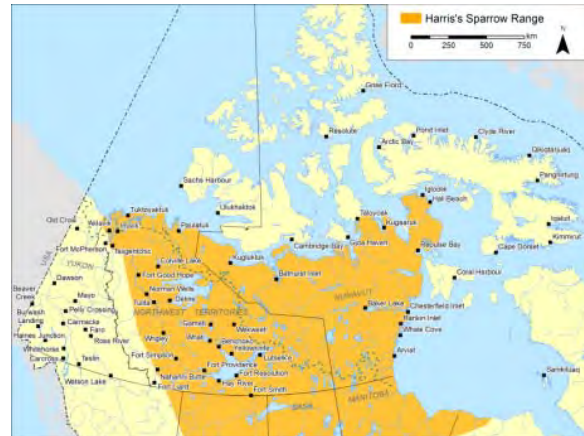 Harris's Sparrow Range
km
0 125 250 500 750
N
Grise Fiord
Resolute
Arctic Bay
Pond Inlet
Clyde River
Qikiqtarjuaq
Pangnirtung
Sachs Harbour
Ulukhaktok
Igloolik
Hall Beach
Taloyoak
Kugaaruk
Iqaluit
Kimmirut
Cape Dorset
Tuktoyaktuk
Old Crow
Aklavik
Inuvik
Paulatuk
Fort McPherson
Tsiigehtchic
Cambridge Bay
Gjoa Haven
Repulse Bay
Colville Lake
Kugluktuk
Bathurst Inlet
Coral Harbour
USA
YUKON
Fort Good Hope
Norman Wells
Tulita
Deline
NUNAVUT
Baker Lake
Chesterfield Inlet
Rankin Inlet
Whale Cove
Arviat
Dawson
Beaver Creek
Mayo
Burwash Landing
Pelly Crossing
Carmacks
Faro
Haines Junction
Ross River
Whitehorse
Carcross
Teslin
Watson Lake
NORTHWEST TERRITORIES
Gameti
Wekweeti
Wrigley
Whati
Behchoko
Yellowknife
Lutselk'e
Fort Simpson
Fort Providence
Fort Resolution
Nahanni Butte
Hay River
Fort Liard
Fort Smith
Sanikiluaq
SASK
MANITOBA